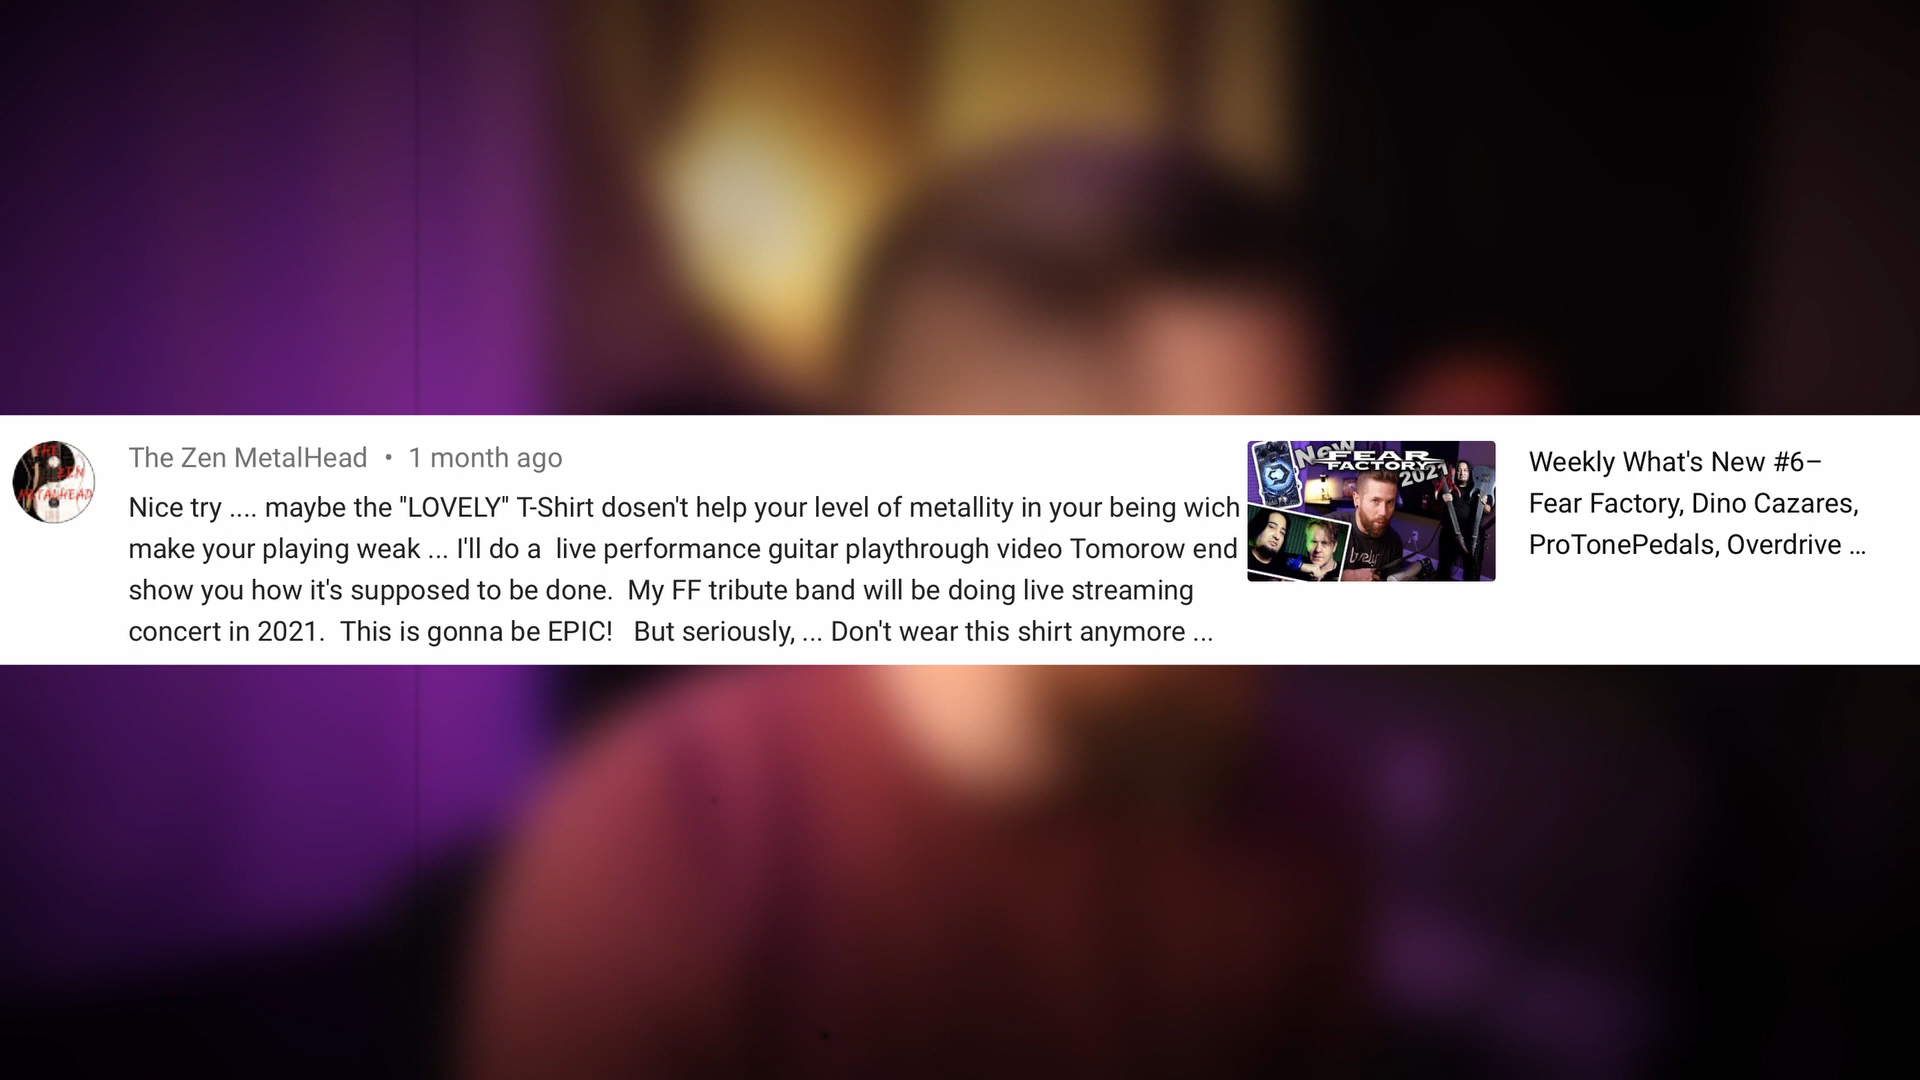 The Zen MetalHead • 1 month ago
Nice try .... maybe the "LOVELY" T-Shirt dosen't help your level of metallity in your being wich
make your playing weak ... I'll do a  live performance guitar playthrough video Tomorow end
show you how it's supposed to be done.  My FF tribute band will be doing live streaming
concert in 2021.  This is gonna be EPIC!   But seriously, ... Don't wear this shirt anymore ...
THE
ZEN
METALHEAD
New
FEAR
FACTORY
2021
lovely
Weekly What's New #6–
Fear Factory, Dino Cazares,
ProTonePedals, Overdrive ...